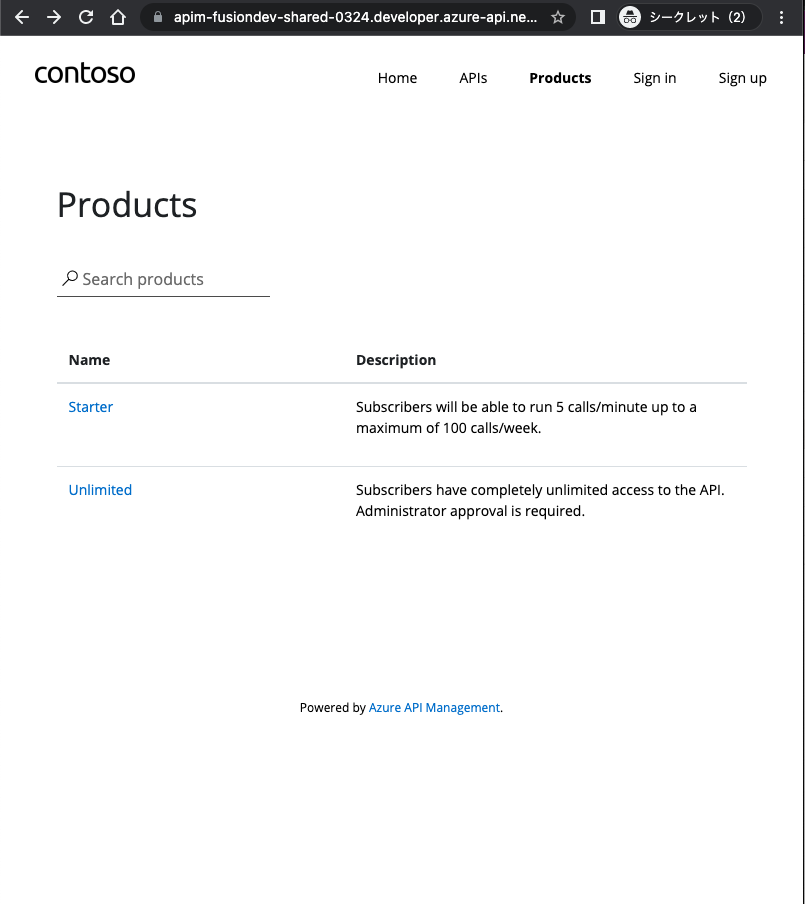 apim-fusiondev-shared-0324.developer.azure-api.ne...
シークレット（2）
contoso
Home
APIs
Products
Sign in
Sign up
Products
Search products
Name
Description
Starter
Subscribers will be able to run 5 calls/minute up to a
maximum of 100 calls/week.
Unlimited
Subscribers have completely unlimited access to the API.
Administrator approval is required.
Powered by Azure API Management.